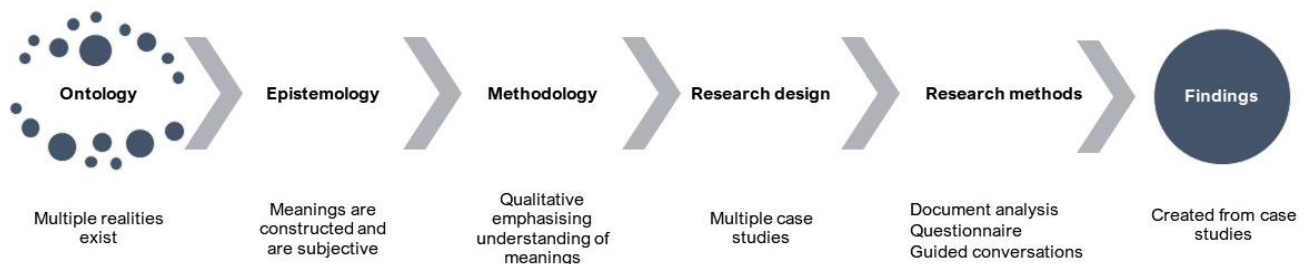 Ontology
Epistemology
Methodology
Research design
Research methods
Findings
Multiple realities
exist
Meanings are
constructed and
are subjective
Qualitative
emphasising
understanding of
meanings
Multiple case
studies
Document analysis
Questionnaire
Guided conversations
Created from case
studies